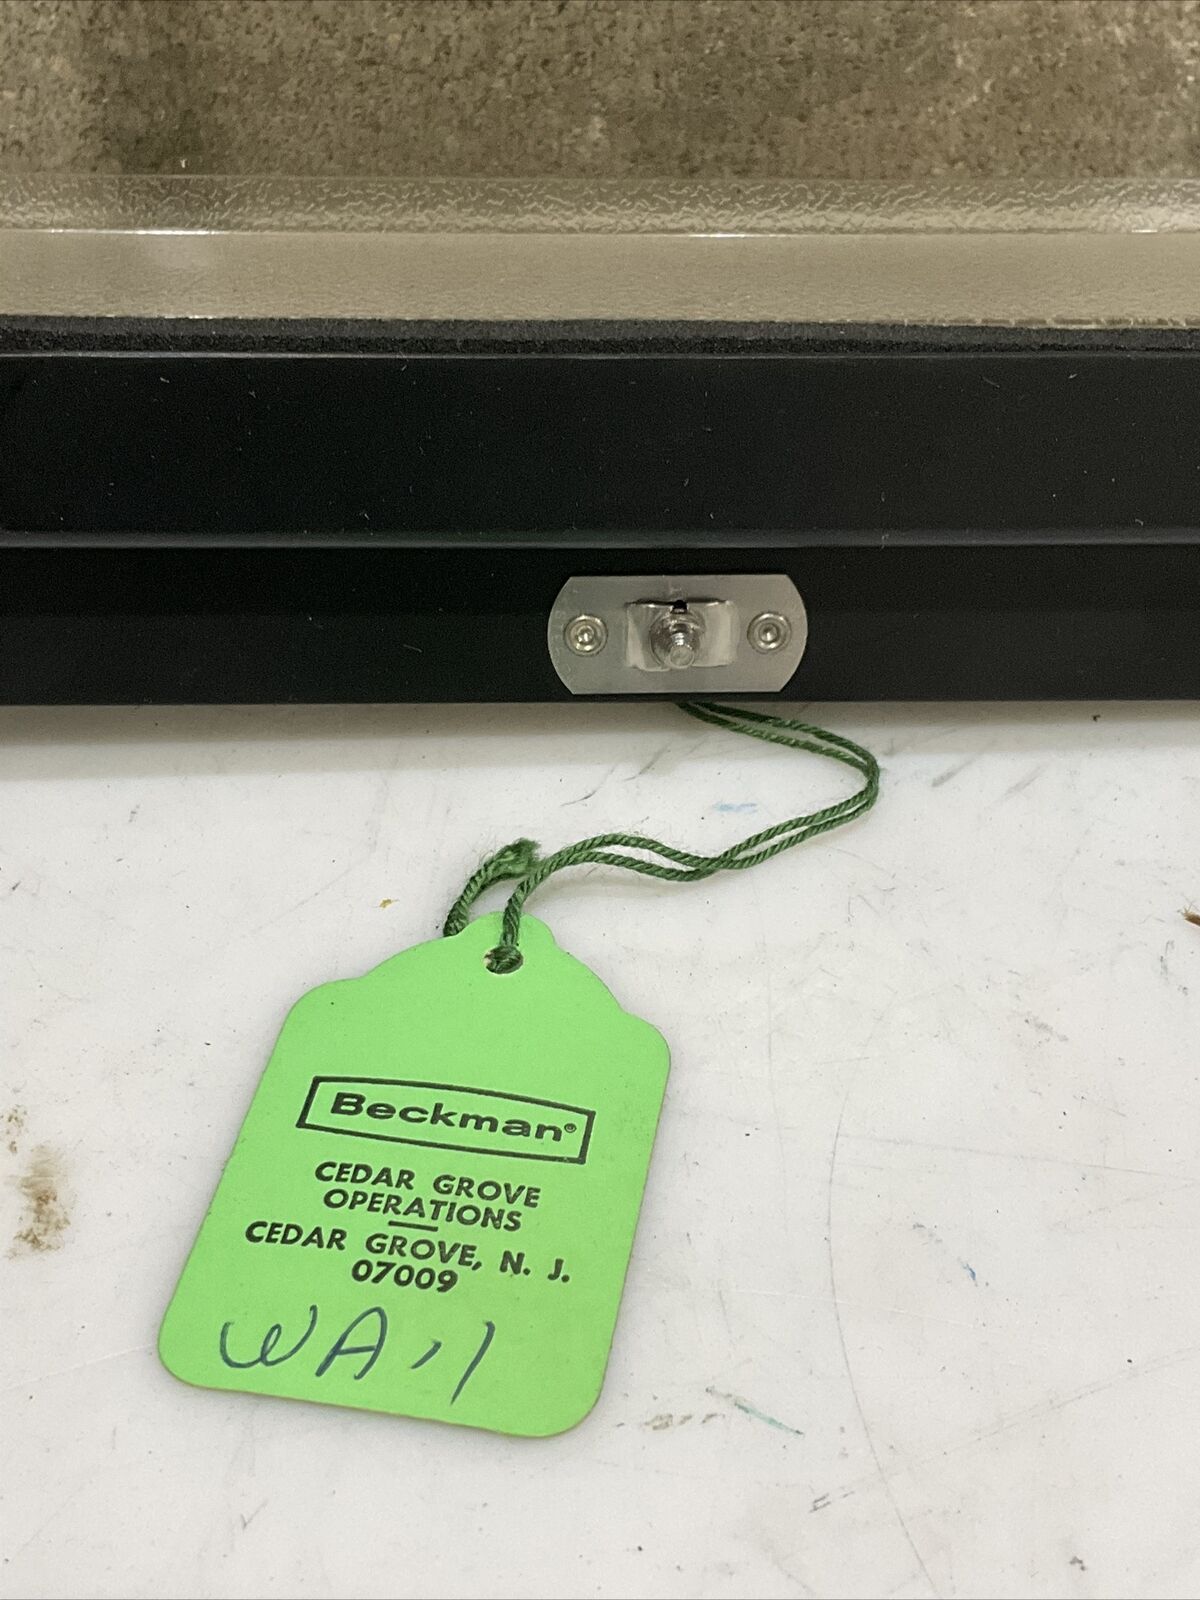 Beckman®
CEDAR GROVE
OPERATIONS
CEDAR GROVE, N. J.
07009
WA-1